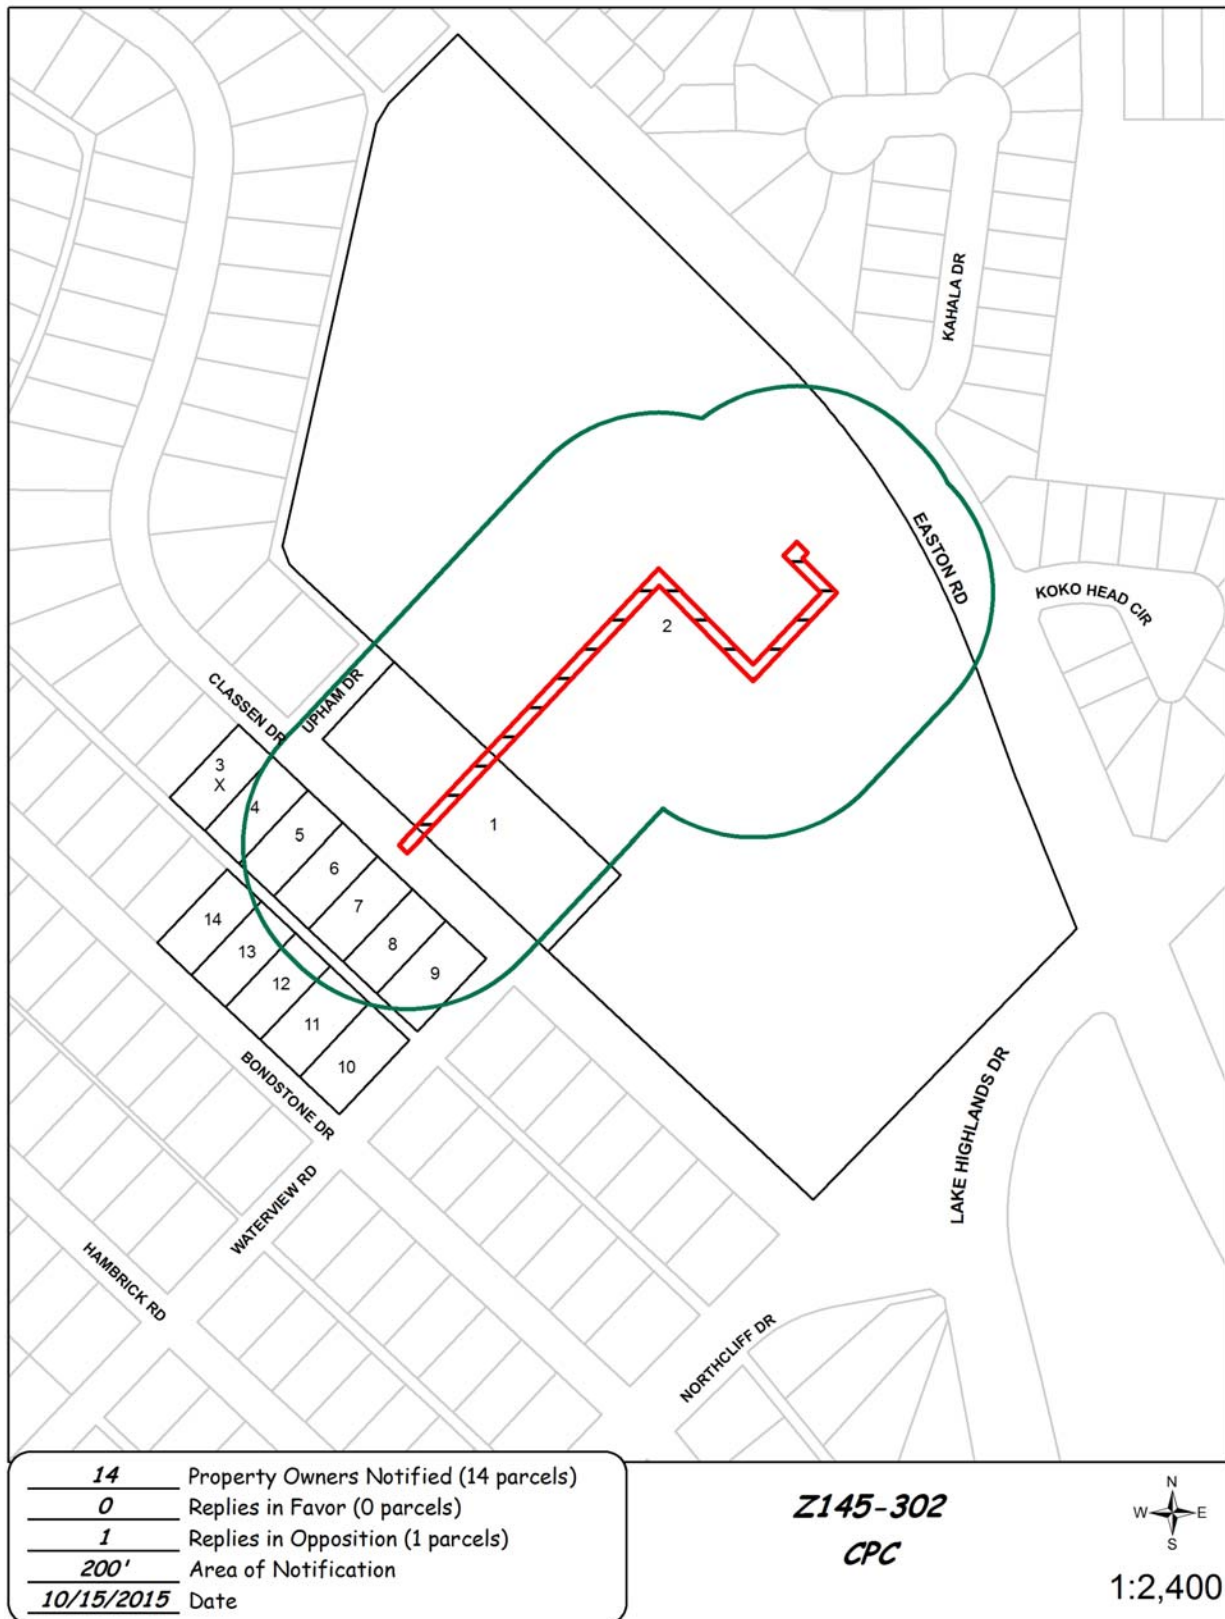 KAHALA DR
EASTON RD
KOKO HEAD CIR
2
UPHAM DR
CLASSEN DR
3
X
4
5
1
6
7
14
8
13
9
12
11
10
BONDSTONE DR
LAKE HIGHLANDS DR
WATERVIEW RD
HAMBRICK RD
NORTHCLIFF DR
14 Property Owners Notified (14 parcels)
0 Replies in Favor (0 parcels)
1 Replies in Opposition (1 parcels)
200' Area of Notification
10/15/2015 Date
Z145-302
CPC
N
W E
S
1:2,400